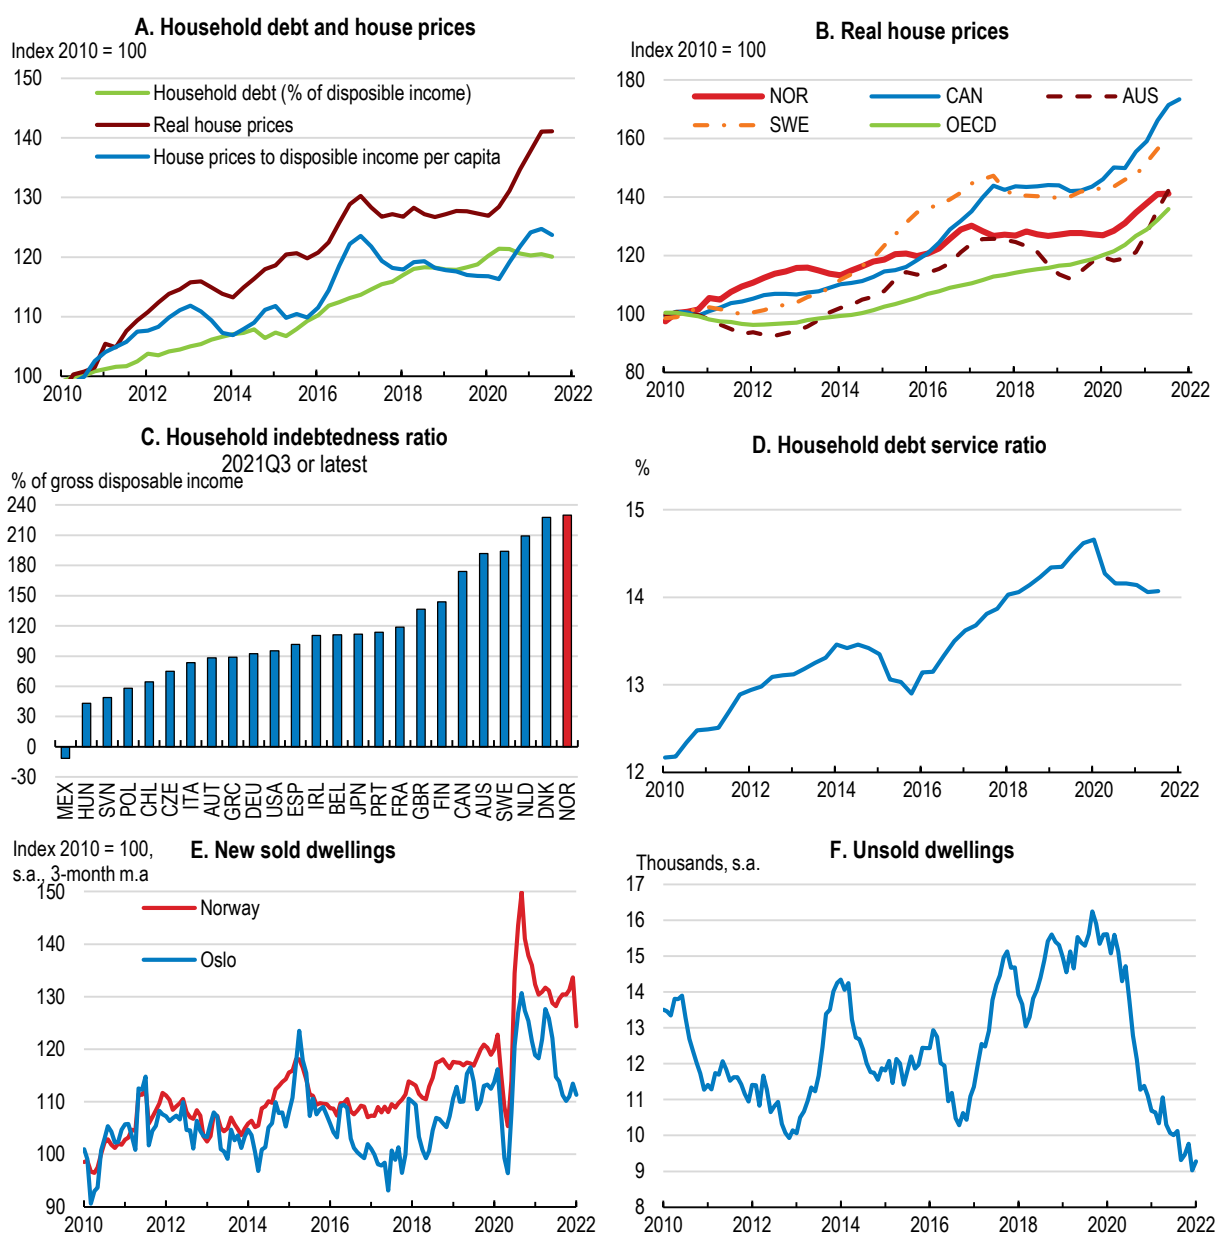 A. Household debt and house prices
Index 2010 = 100
150
140
130
120
110
100
Household debt (% of disposible income)
Real house prices
House prices to disposible income per capita
2010 2012 2014 2016 2018 2020 2022
B. Real house prices
Index 2010 = 100
180
160
140
120
100
80
NOR CAN AUS
SWE OECD
2010 2012 2014 2016 2018 2020 2022
C. Household indebtedness ratio
2021Q3 or latest
% of gross disposable income
240
210
180
150
120
90
60
30
0
-30
MEX HUN SVN POL CHL CZE ITA AUT GRC DEU USA ESP IRL BEL JPN PRT FRA GBR FIN CAN AUS SWE NLD DNK NOR
D. Household debt service ratio
%
15
14
13
12
2010 2012 2014 2016 2018 2020 2022
E. New sold dwellings
Index 2010 = 100,
s.a., 3-month m.a
150
140
130
120
110
100
90
Norway
Oslo
2010 2012 2014 2016 2018 2020 2022
F. Unsold dwellings
Thousands, s.a.
17
16
15
14
13
12
11
10
9
8
2010 2012 2014 2016 2018 2020 2022